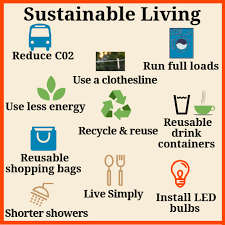 Sustainable Living
Reduce C02
Use a clothesline
Run full loads
Use less energy
Recycle & reuse
Reusable
drink
containers
Reusable
shopping bags
Live Simply
Install LED
bulbs
Shorter showers